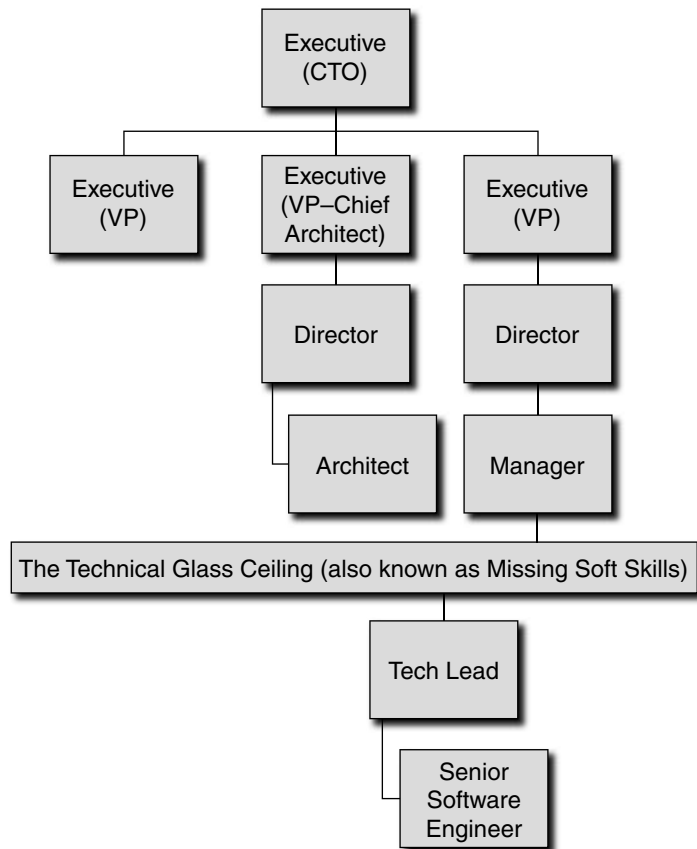 Executive
(CTO)
Executive
(VP)
Executive
(VP–Chief
Architect)
Executive
(VP)
Director
Director
Architect
Manager
The Technical Glass Ceiling (also known as Missing Soft Skills)
Tech Lead
Senior
Software
Engineer